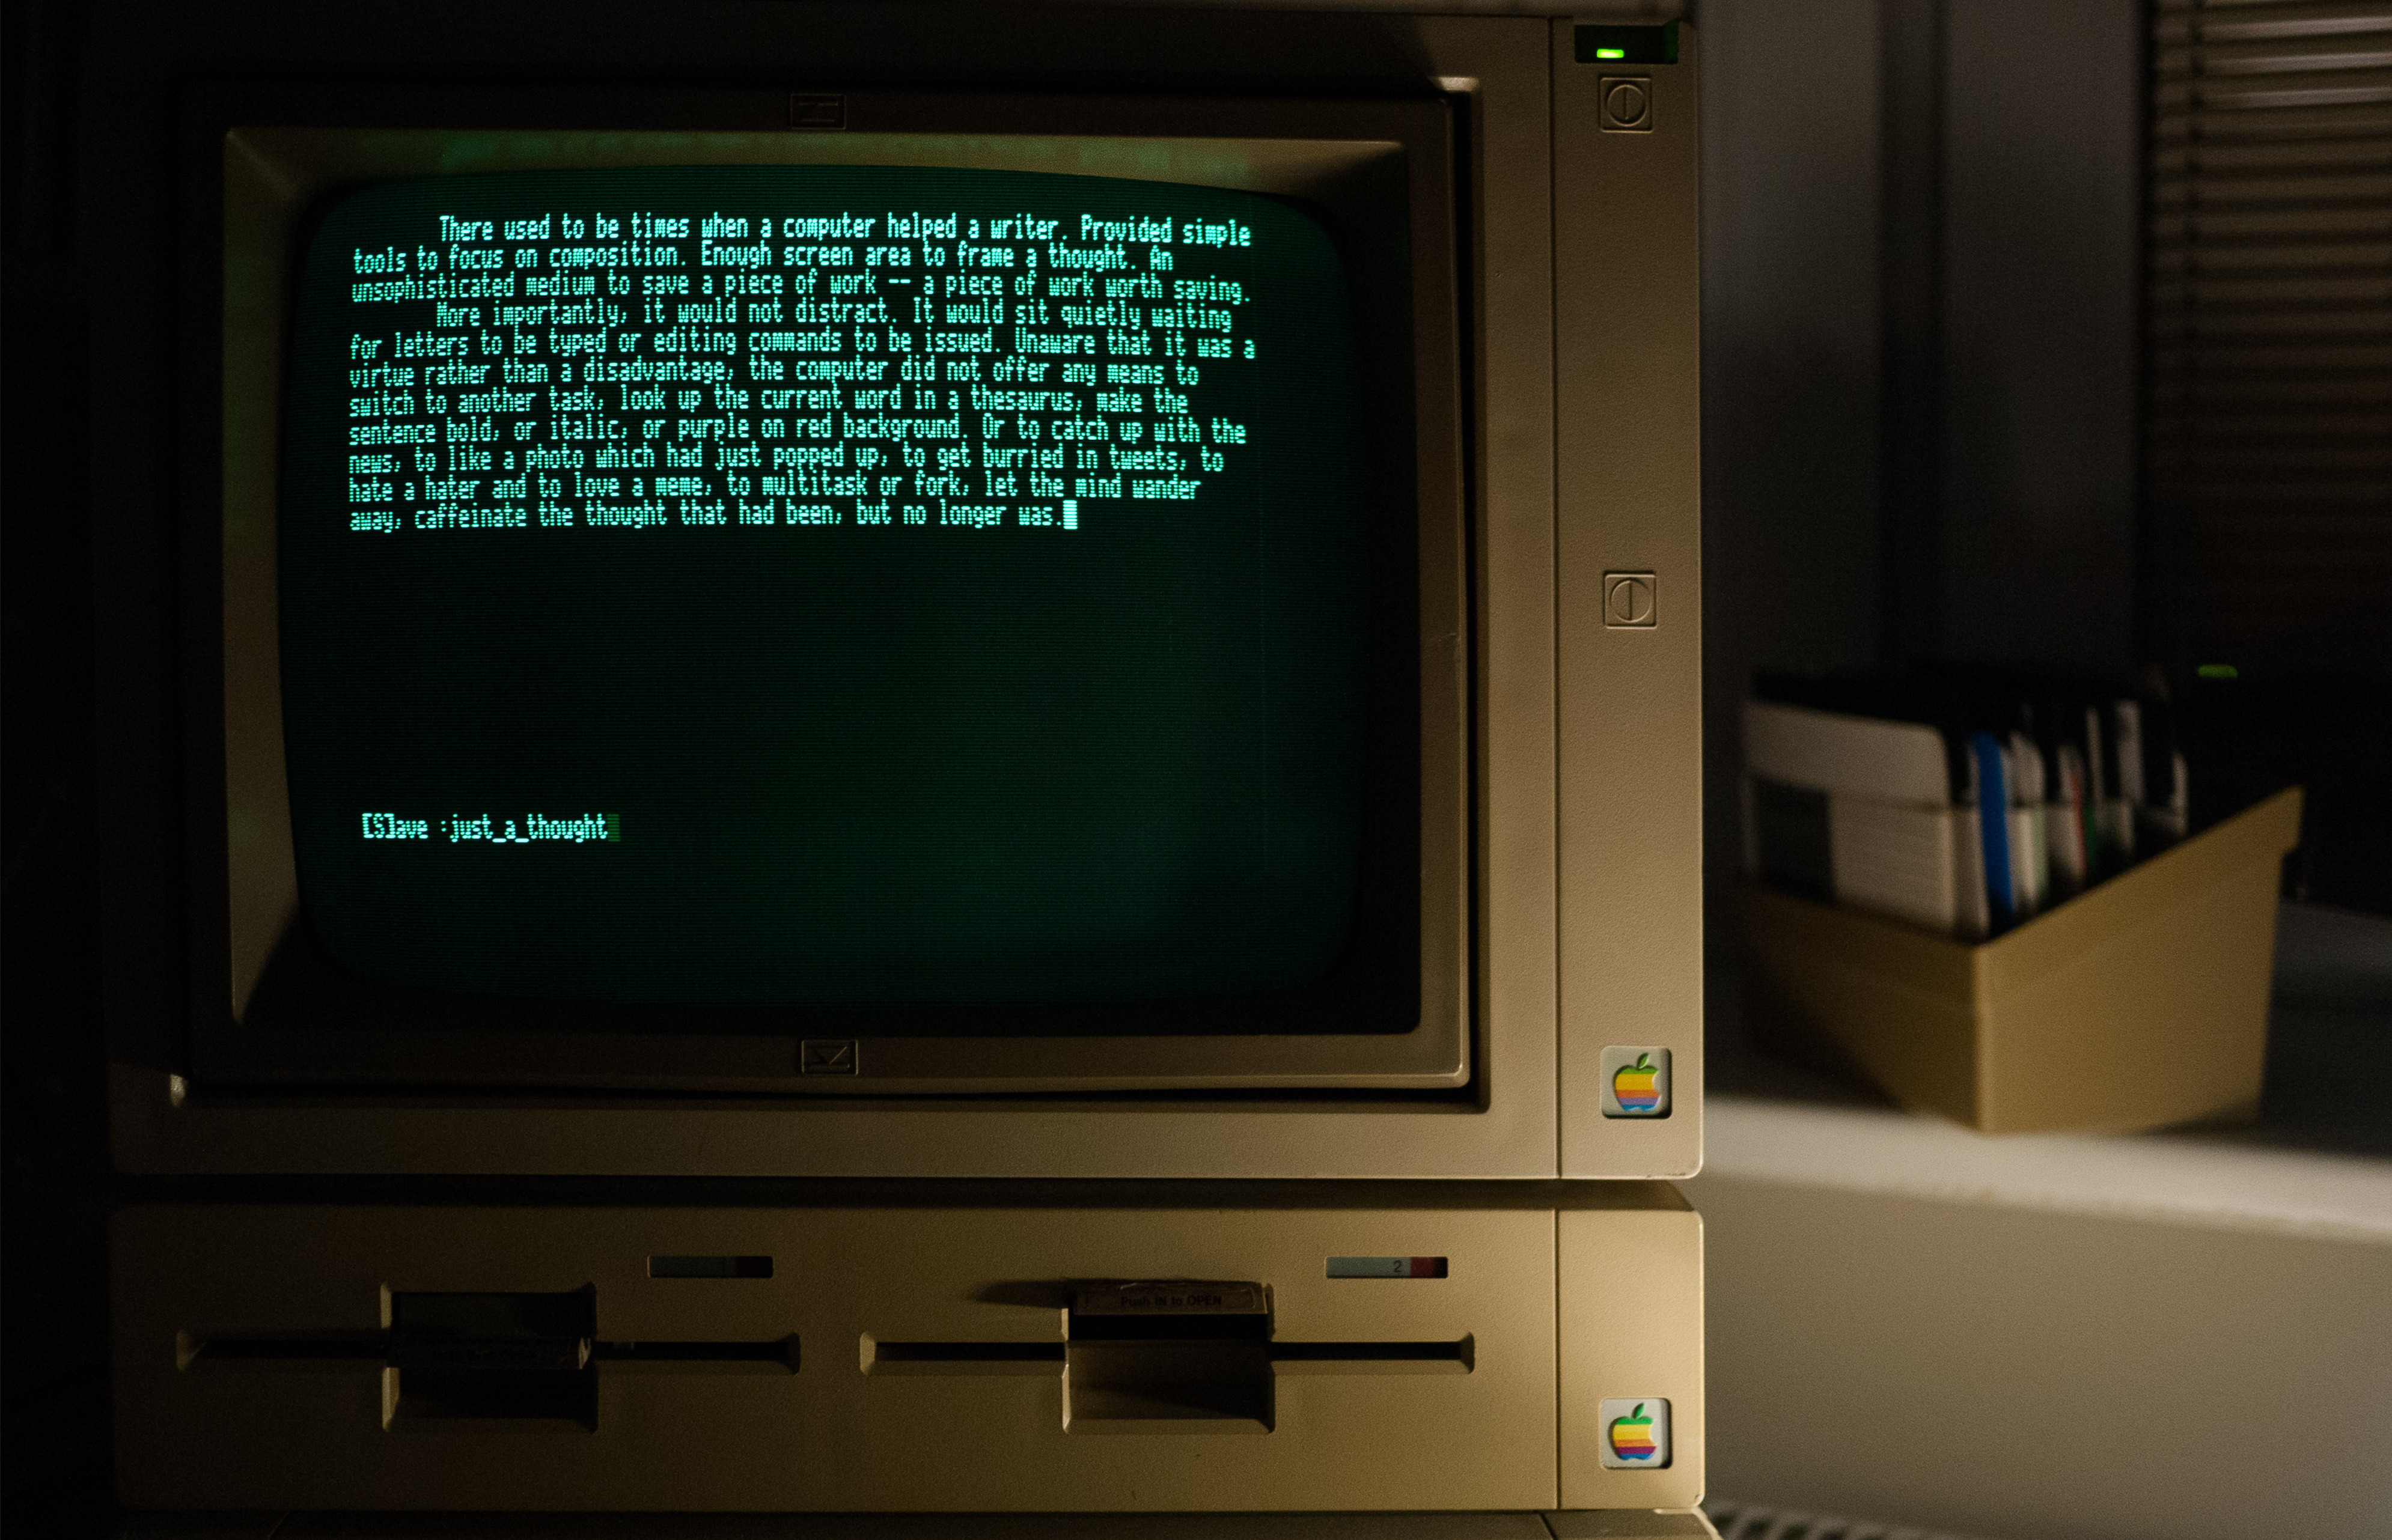 There used to be times when a computer helped a writer. Provided simple
tools to focus on composition. Enough screen area to frame a thought. An
unsophisticated medium to save a piece of work -- a piece of work worth saving.
More importantly, it would not distract. It would sit quietly waiting
for letters to be typed or editing commands to be issued. Unaware that it was a
virtue rather than a disadvantage, the computer did not offer any means to
switch to another task, look up the current word in a thesaurus, make the
sentence bold, or italic, or purple on red background. Or to catch up with the
news, to like a photo which had just popped up, to get burried in tweets, to
hate a hater and to love a meme, to multitask or fork, let the mind wander
away, caffeinate the thought that had been, but no longer was.
[S]ave :just_a_thought
1
2
Push IN to OPEN